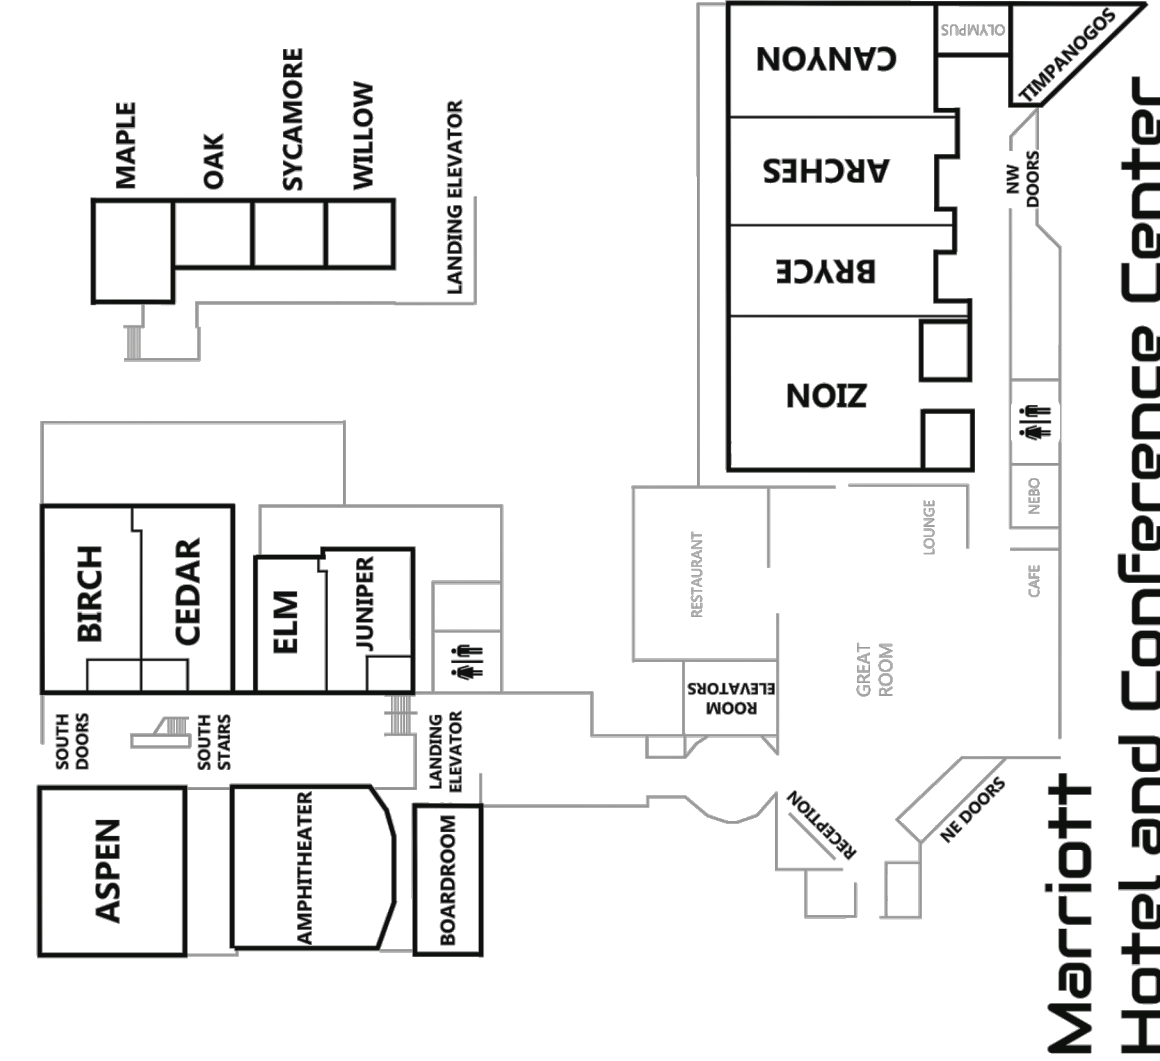 MAPLE
OAK
SYCAMORE
WILLOW
LANDING ELEVATOR
CANYON
OLYMPUS
TIMPANOGOS
ARCHES
NW
DOORS
BRYCE
ZION
NEBO
LOUNGE
CAFE
RESTAURANT
GREAT
ROOM
ROOM
ELEVATORS
BIRCH
CEDAR
ELM
JUNIPER
SOUTH
DOORS
SOUTH
STAIRS
LANDING
ELEVATOR
ASPEN
AMPHITHEATER
BOARDROOM
RECEPTION
NE DOORS
Marriott
Hotel and Conference Center